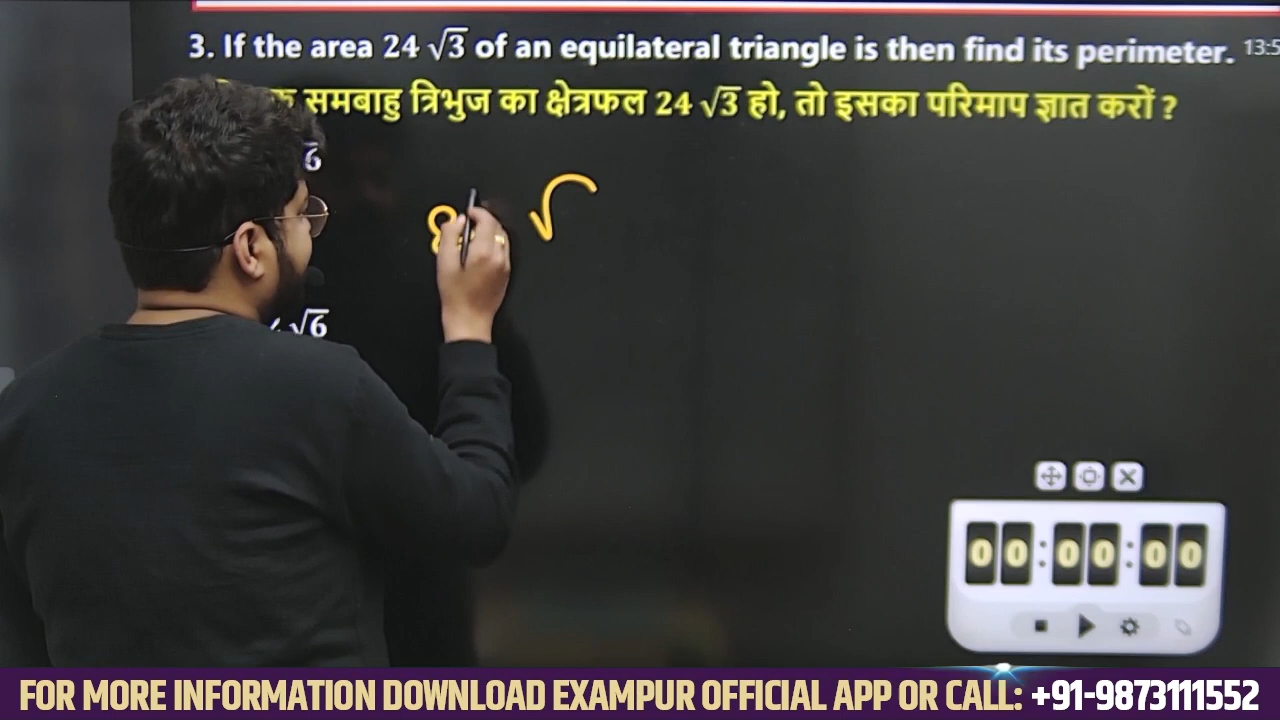 3. If the area 24 √3 of an equilateral triangle is then find its perimeter.
समबाहु त्रिभुज का क्षेत्रफल 24 √3 हो, तो इसका परिमाप ज्ञात करों ?
√6
00:00:00
FOR MORE INFORMATION DOWNLOAD EXAMPUR OFFICIAL APP OR CALL: +91-9873111552